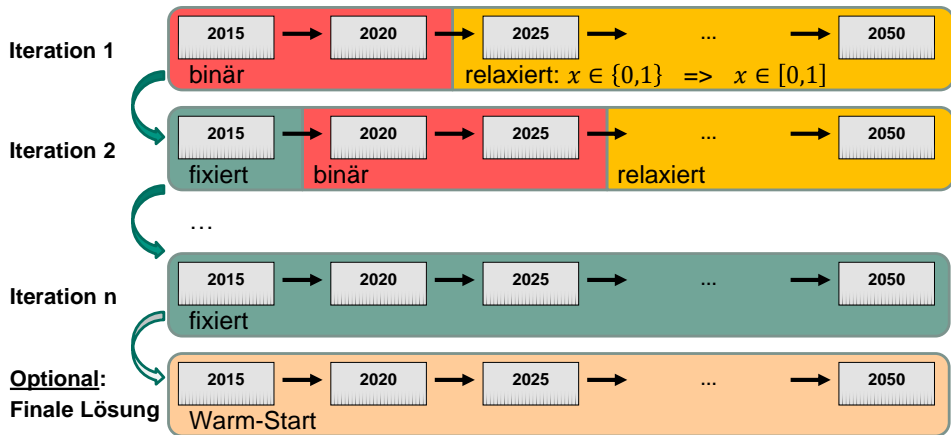 Iteration 1
2015 2020 2025 ... 2050
binär relaxiert: x ∈ {0,1} => x ∈ [0,1]
Iteration 2
2015 2020 2025 ... 2050
fixiert binär relaxiert
...
Iteration n
2015 2020 2025 ... 2050
fixiert
Optional:
Finale Lösung
2015 2020 2025 ... 2050
Warm-Start